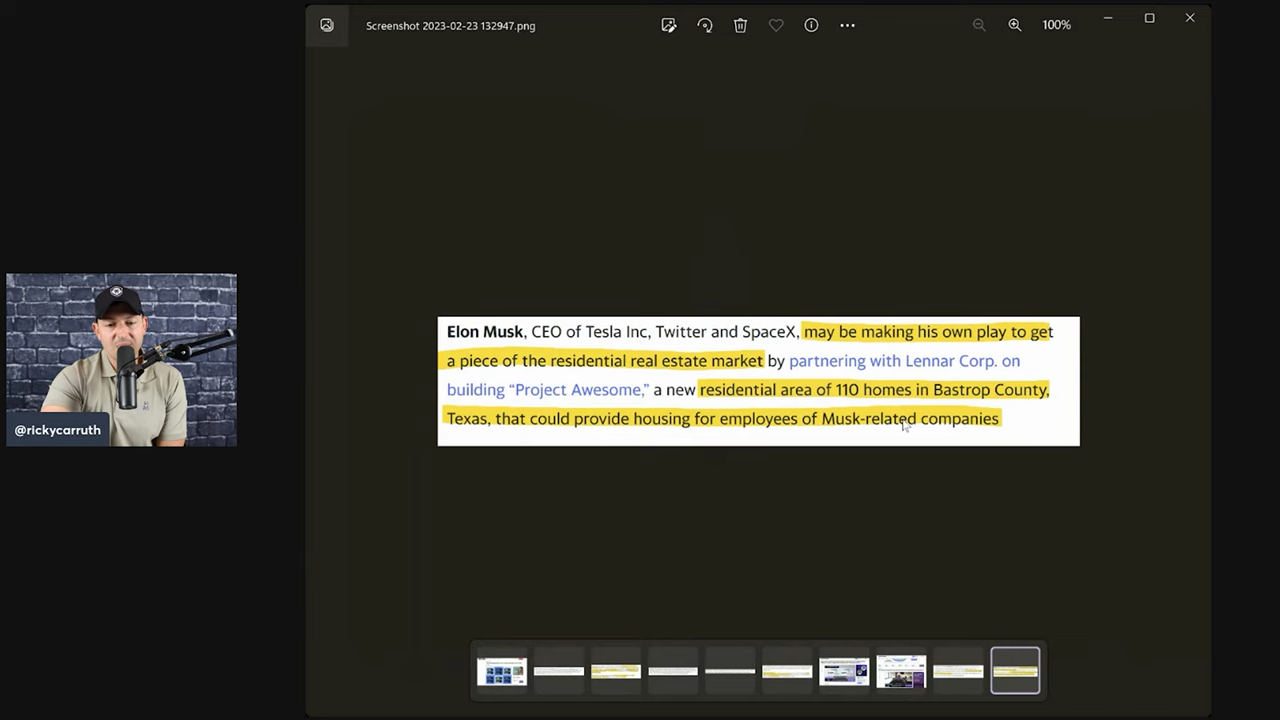 Screenshot 2023-02-23 132947.png
100%
Elon Musk, CEO of Tesla Inc, Twitter and SpaceX, may be making his own play to get
a piece of the residential real estate market by partnering with Lennar Corp. on
building “Project Awesome,” a new residential area of 110 homes in Bastrop County,
Texas, that could provide housing for employees of Musk-related companies
@rickycarruth